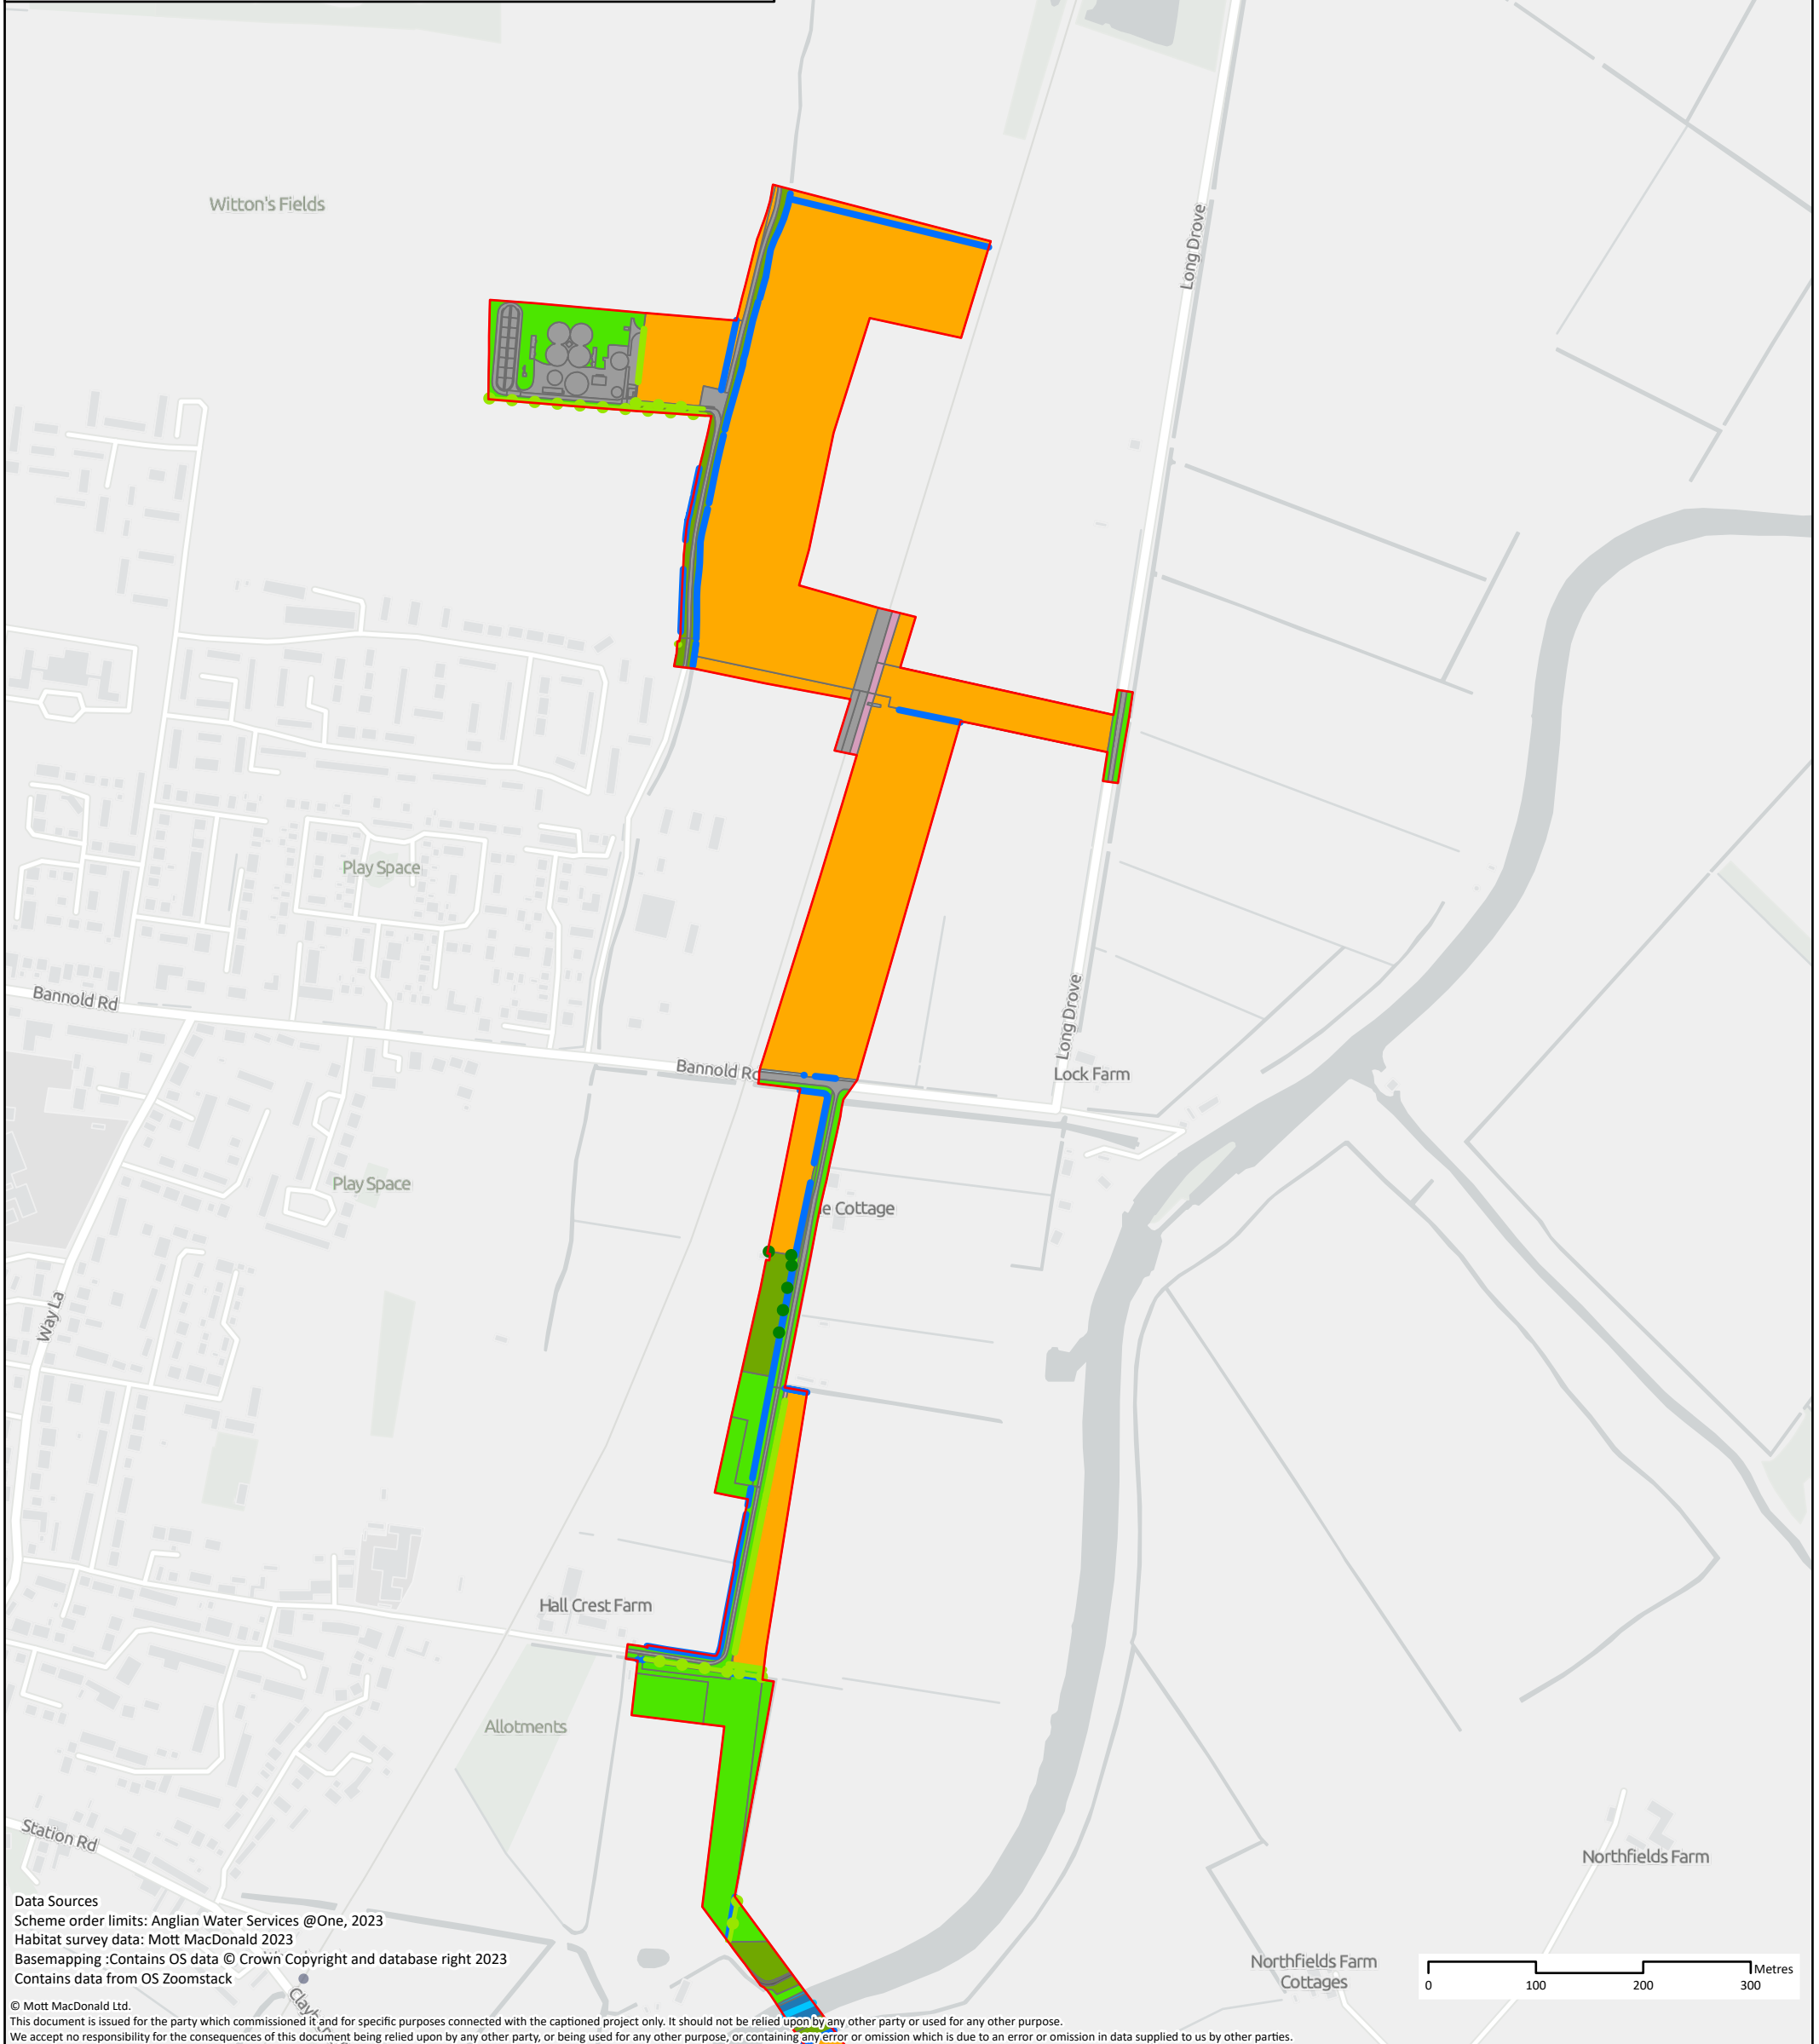 Witton's Fields
Long Drove
Play Space
Bannold Rd
Bannold Rd
Long Drove
Lock Farm
Play Space
Cottage
Way La
Hall Crest Farm
Allotments
Station Rd
Northfields Farm
Data Sources
Scheme order limits: Anglian Water Services @One, 2023
Habitat survey data: Mott MacDonald 2023
Basemapping :Contains OS data © Crown Copyright and database right 2023
Contains data from OS Zoomstack
Northfields Farm
Cottages
Metres
0 100 200 300
© Mott MacDonald Ltd.
This document is issued for the party which commissioned it and for specific purposes connected with the captioned project only. It should not be relied upon by any other party or used for any other purpose.
We accept no responsibility for the consequences of this document being relied upon by any other party, or being used for any other purpose, or containing any error or omission which is due to an error or omission in data supplied to us by other parties.